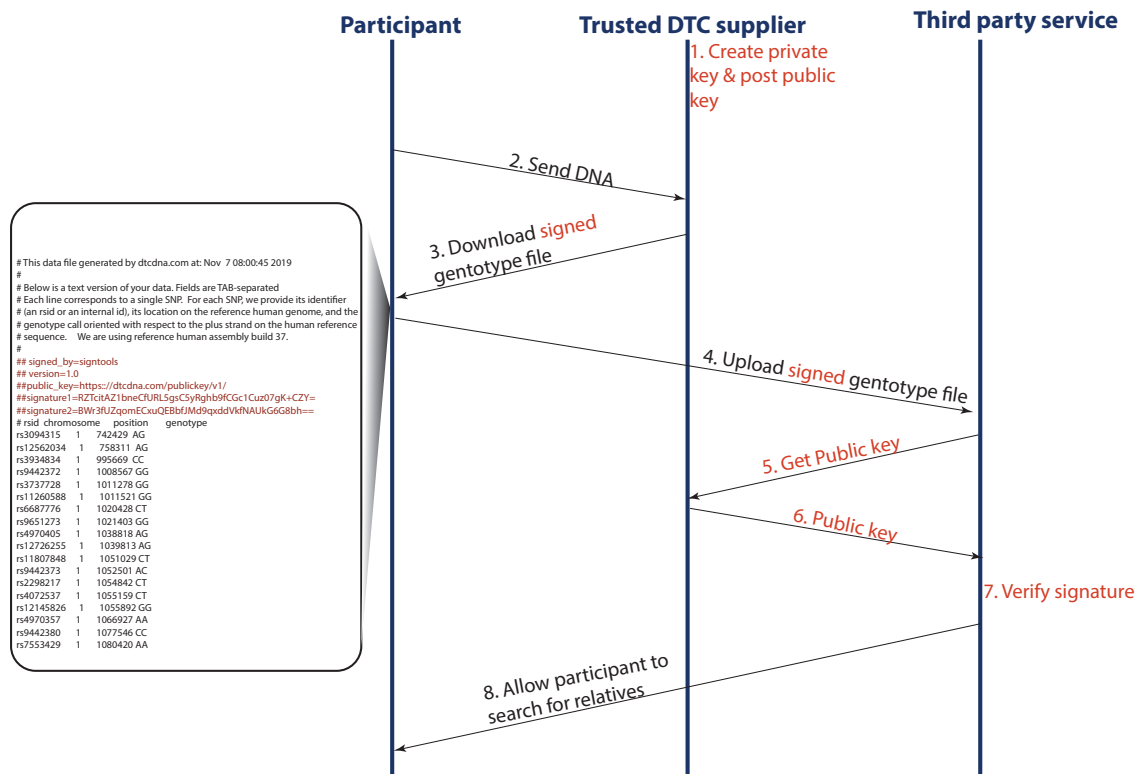 Participant
Trusted DTC supplier
Third party service
1. Create private
key & post public
key
2. Send DNA
3. Download signed
gentotype file
4. Upload signed gentotype file
5. Get Public key
6. Public key
7. Verify signature
8. Allow participant to
search for relatives
# This data file generated by dtcdna.com at: Nov 7 08:00:45 2019
#
# Below is a text version of your data. Fields are TAB-separated
# Each line corresponds to a single SNP. For each SNP, we provide its identifier
# (an rsid or an internal id), its location on the reference human genome, and the
# genotype call oriented with respect to the plus strand on the human reference
# sequence. We are using reference human assembly build 37.
#
## signed_by=signtools
## version=1.0
##public_key=https://dtcdna.com/publickey/v1/
##signature1=RZTcitAZ1bneCfURL5gsC5yRghb9fCGc1Cuz07gK+CZY=
##signature2=BWr3fUZqomECxuQEBbfJMd9qxddVkfNAUkG6G8bh==
# rsid chromosome position genotype
rs3094315 1 742429 AG
rs12562034 1 758311 AG
rs3934834 1 995669 CC
rs9442372 1 1008567 GG
rs3737728 1 1011278 GG
rs11260588 1 1011521 GG
rs6687776 1 1020428 CT
rs9651273 1 1021403 GG
rs4970405 1 1038818 AG
rs12726255 1 1039813 AG
rs11807848 1 1051029 CT
rs9442373 1 1052501 AC
rs2298217 1 1054842 CT
rs4072537 1 1055159 CT
rs12145826 1 1055892 GG
rs4970357 1 1066927 AA
rs9442380 1 1077546 CC
rs7553429 1 1080420 AA